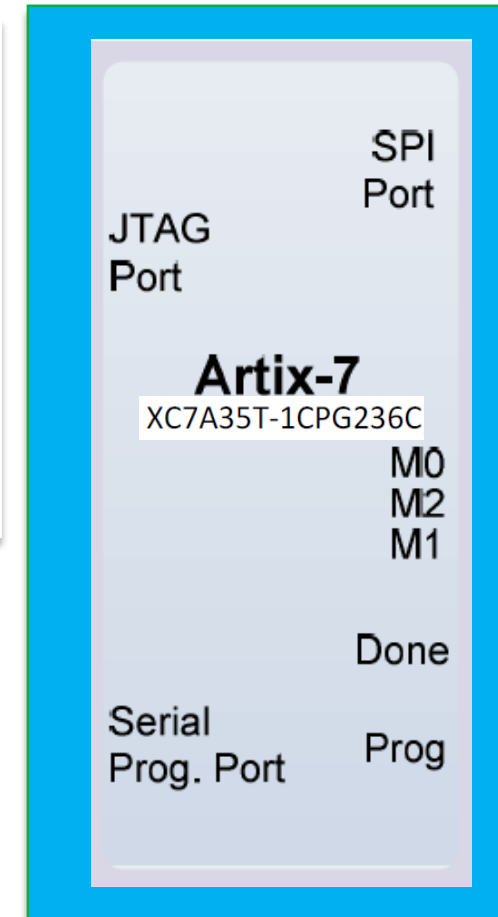 SPI
Port
JTAG
Port
Artix-7
XC7A35T-1CPG236C
M0
M2
M1
Done
Serial
Prog. Port
Prog